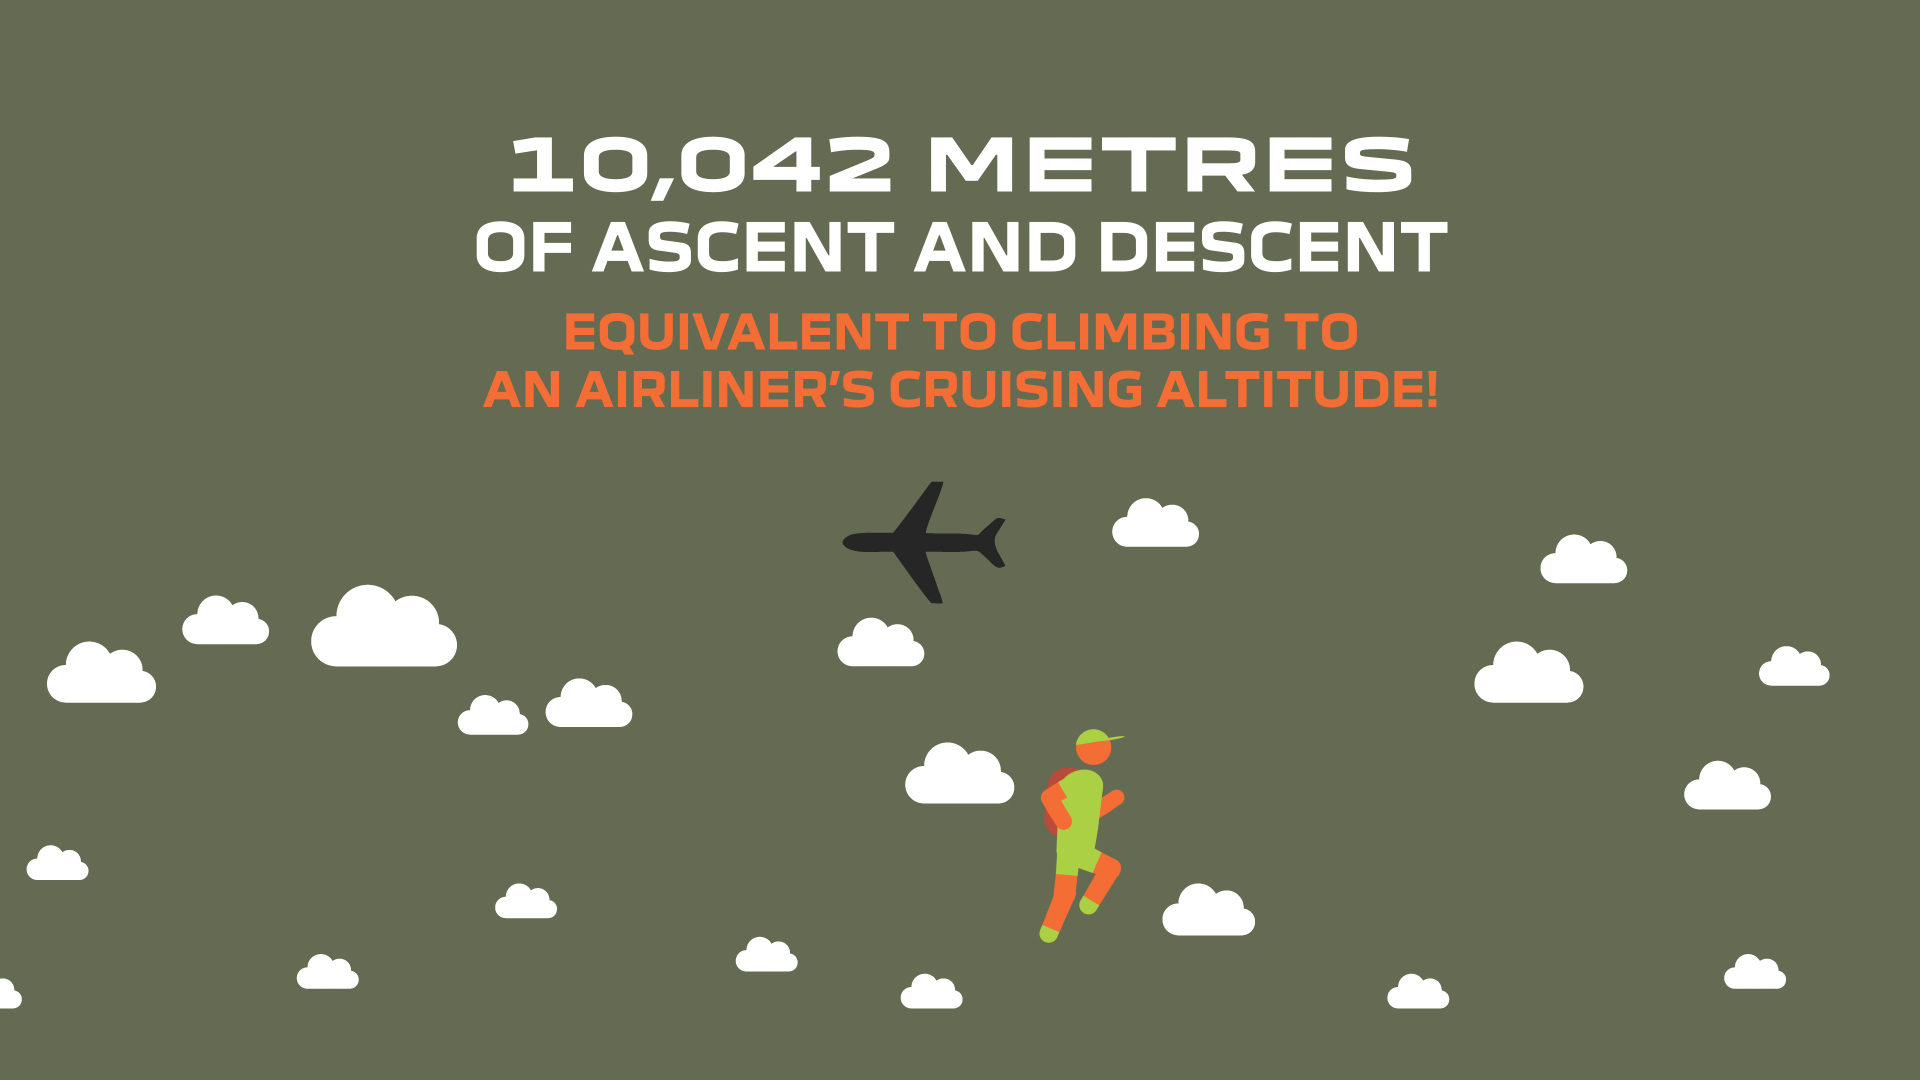 10,042 METRES
OF ASCENT AND DESCENT
EQUIVALENT TO CLIMBING TO
AN AIRLINER’S CRUISING ALTITUDE!